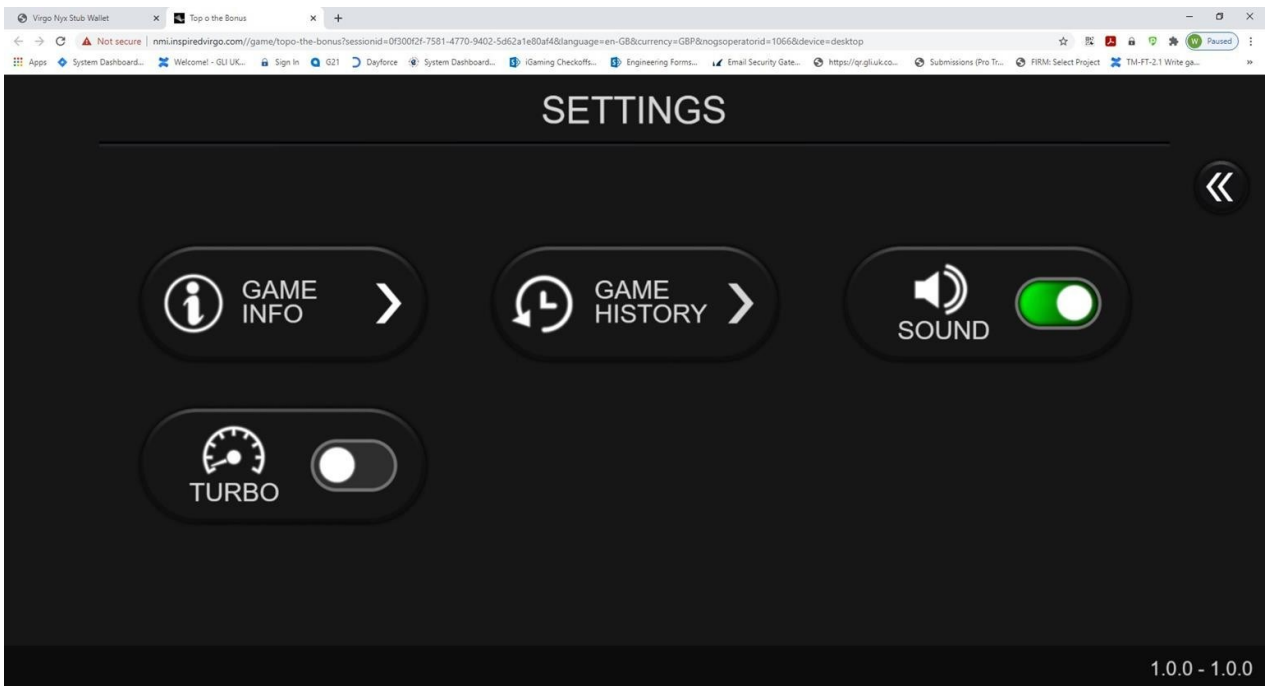 Virgo Nyx Stub Wallet
Top o the Bonus
Not secure
nmi.inspiredvirgo.com//game/topo-the-bonus?sessionid=0f300f2f-7581-4770-9402-5d62a1e80af4&language=en-GB&currency=GBP&nogsoperatorid=1066&device=desktop
W Paused
Apps System Dashboard... Welcome! - GLI UK... Sign In G21 Dayforce System Dashboard... iGaming Checkoffs... Engineering Forms... Email Security Gate... https://qr.gli.uk.co... Submissions (Pro Tr... FIRM: Select Project TM-FT-2.1 Write ga...
SETTINGS
GAME
INFO
GAME
HISTORY
SOUND
TURBO
1.0.0 - 1.0.0